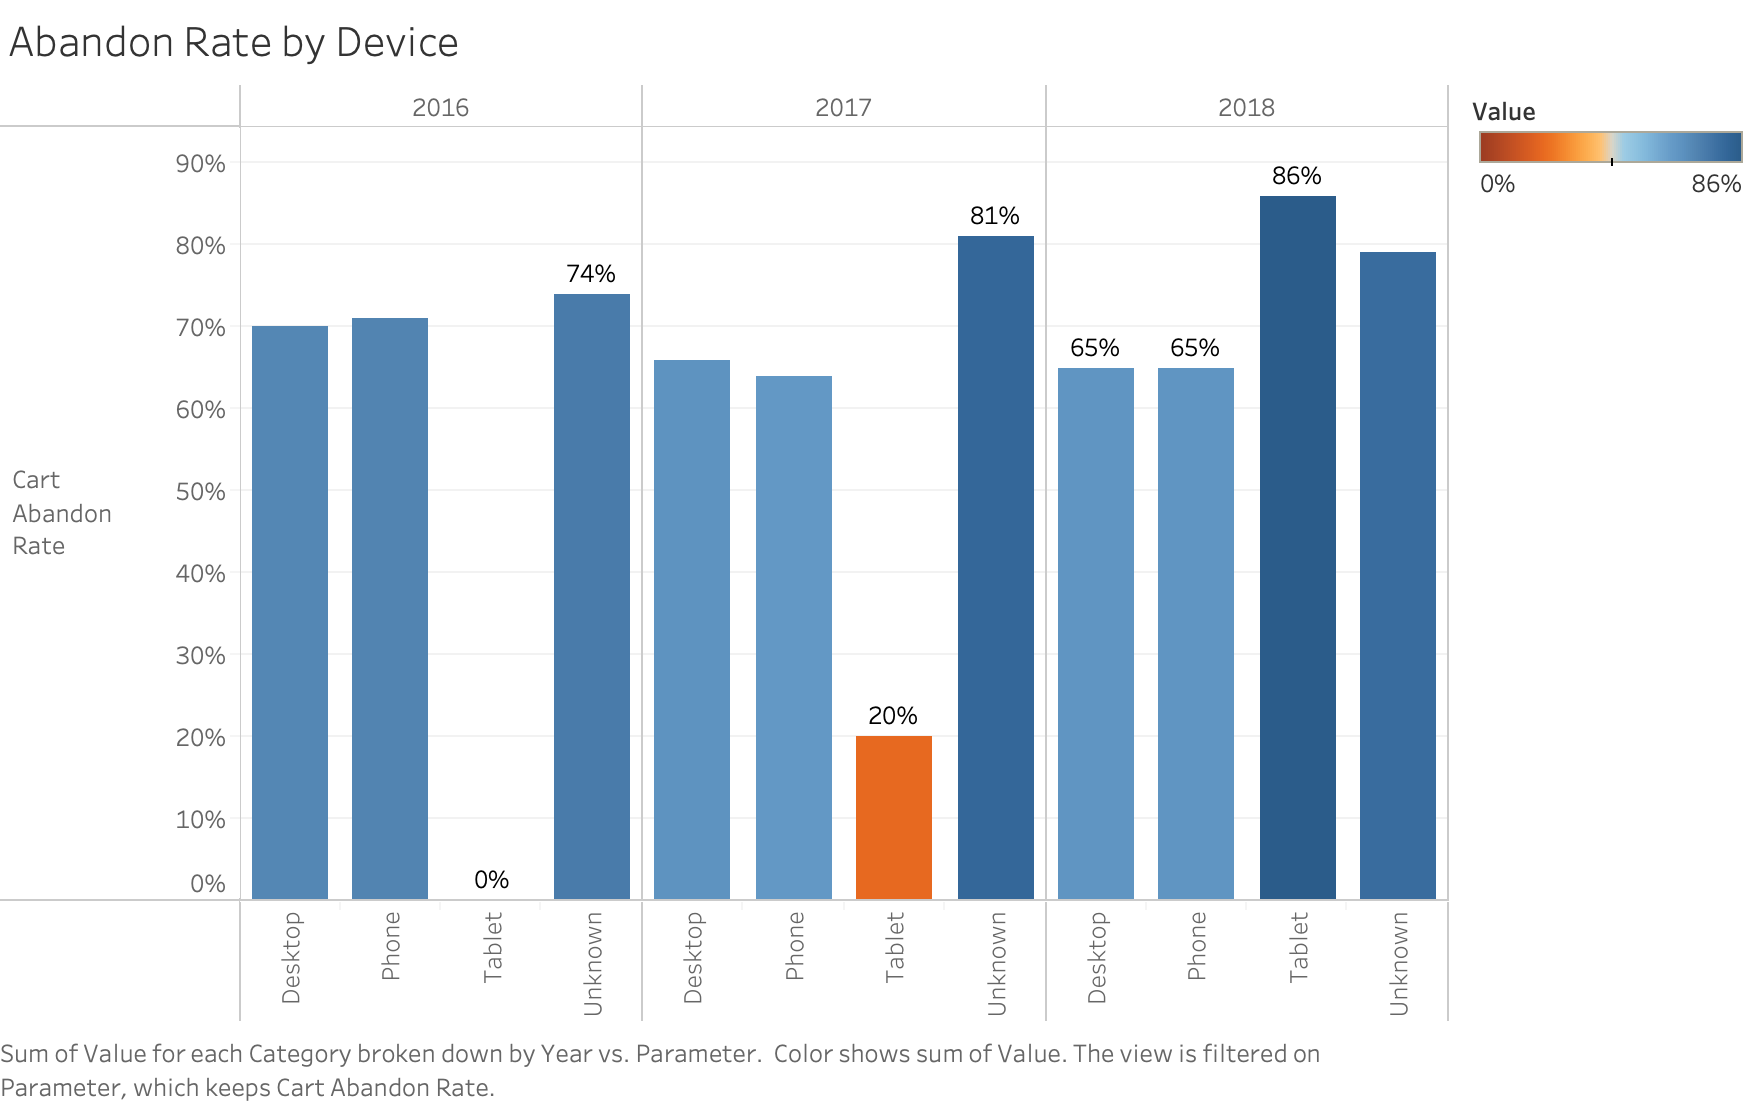 Abandon Rate by Device
2016
2017
2018
Value
0%
86%
Cart
Abandon
Rate
90%
80%
70%
60%
50%
40%
30%
20%
10%
0%
0%
74%
20%
81%
65%
65%
86%
Desktop
Phone
Tablet
Unknown
Desktop
Phone
Tablet
Unknown
Desktop
Phone
Tablet
Unknown
Sum of Value for each Category broken down by Year vs. Parameter.  Color shows sum of Value. The view is filtered on
Parameter, which keeps Cart Abandon Rate.